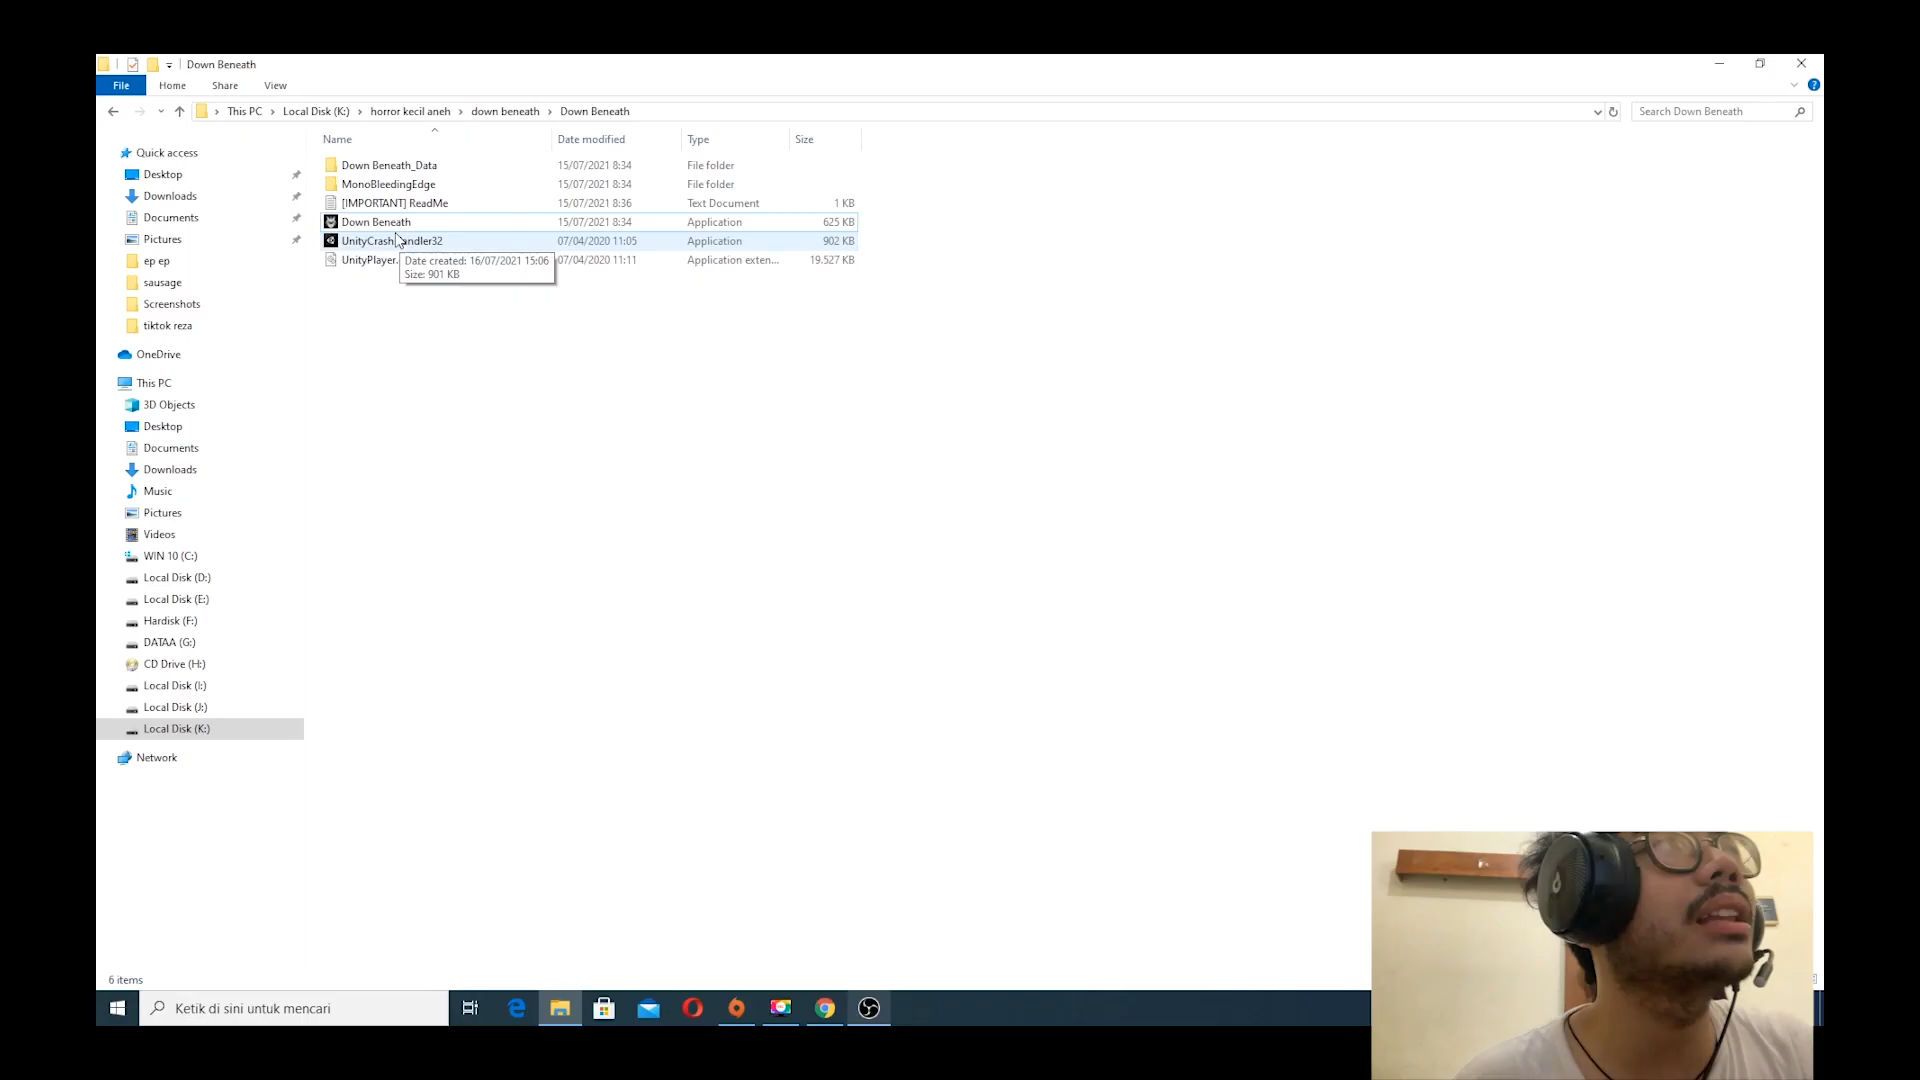 Down Beneath
File Home Share View
This PC > Local Disk (K:) > horror kecil aneh > down beneath > Down Beneath
Search Down Beneath
Name Date modified Type Size
Down Beneath_Data 15/07/2021 8:34 File folder
MonoBleedingEdge 15/07/2021 8:34 File folder
[IMPORTANT] ReadMe 15/07/2021 8:36 Text Document 1 KB
Down Beneath 15/07/2021 8:34 Application 625 KB
UnityCrash andler32 07/04/2020 11:05 Application 902 KB
UnityPlayer. 07/04/2020 11:11 Application exten... 19.527 KB
Date created: 16/07/2021 15:06
Size: 901 KB
Quick access
Desktop
Downloads
Documents
Pictures
ep ep
sausage
Screenshots
tiktok reza
OneDrive
This PC
3D Objects
Desktop
Documents
Downloads
Music
Pictures
Videos
WIN 10 (C:)
Local Disk (D:)
Local Disk (E:)
Hardisk (F:)
DATAA (G:)
CD Drive (H:)
Local Disk (I:)
Local Disk (J:)
Local Disk (K:)
Network
6 items
Ketik di sini untuk mencari